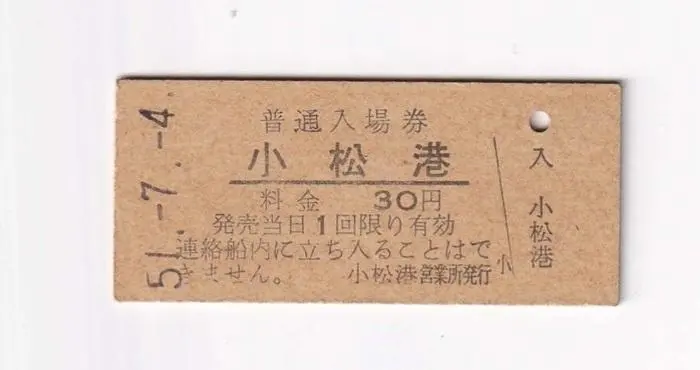 51.-7.-4.
普通入場券
小松港
料金 30円
発売当日1回限り有効
連絡船内に立ち入ることはで
きません。 小松港営業所発行
小
入 小松港